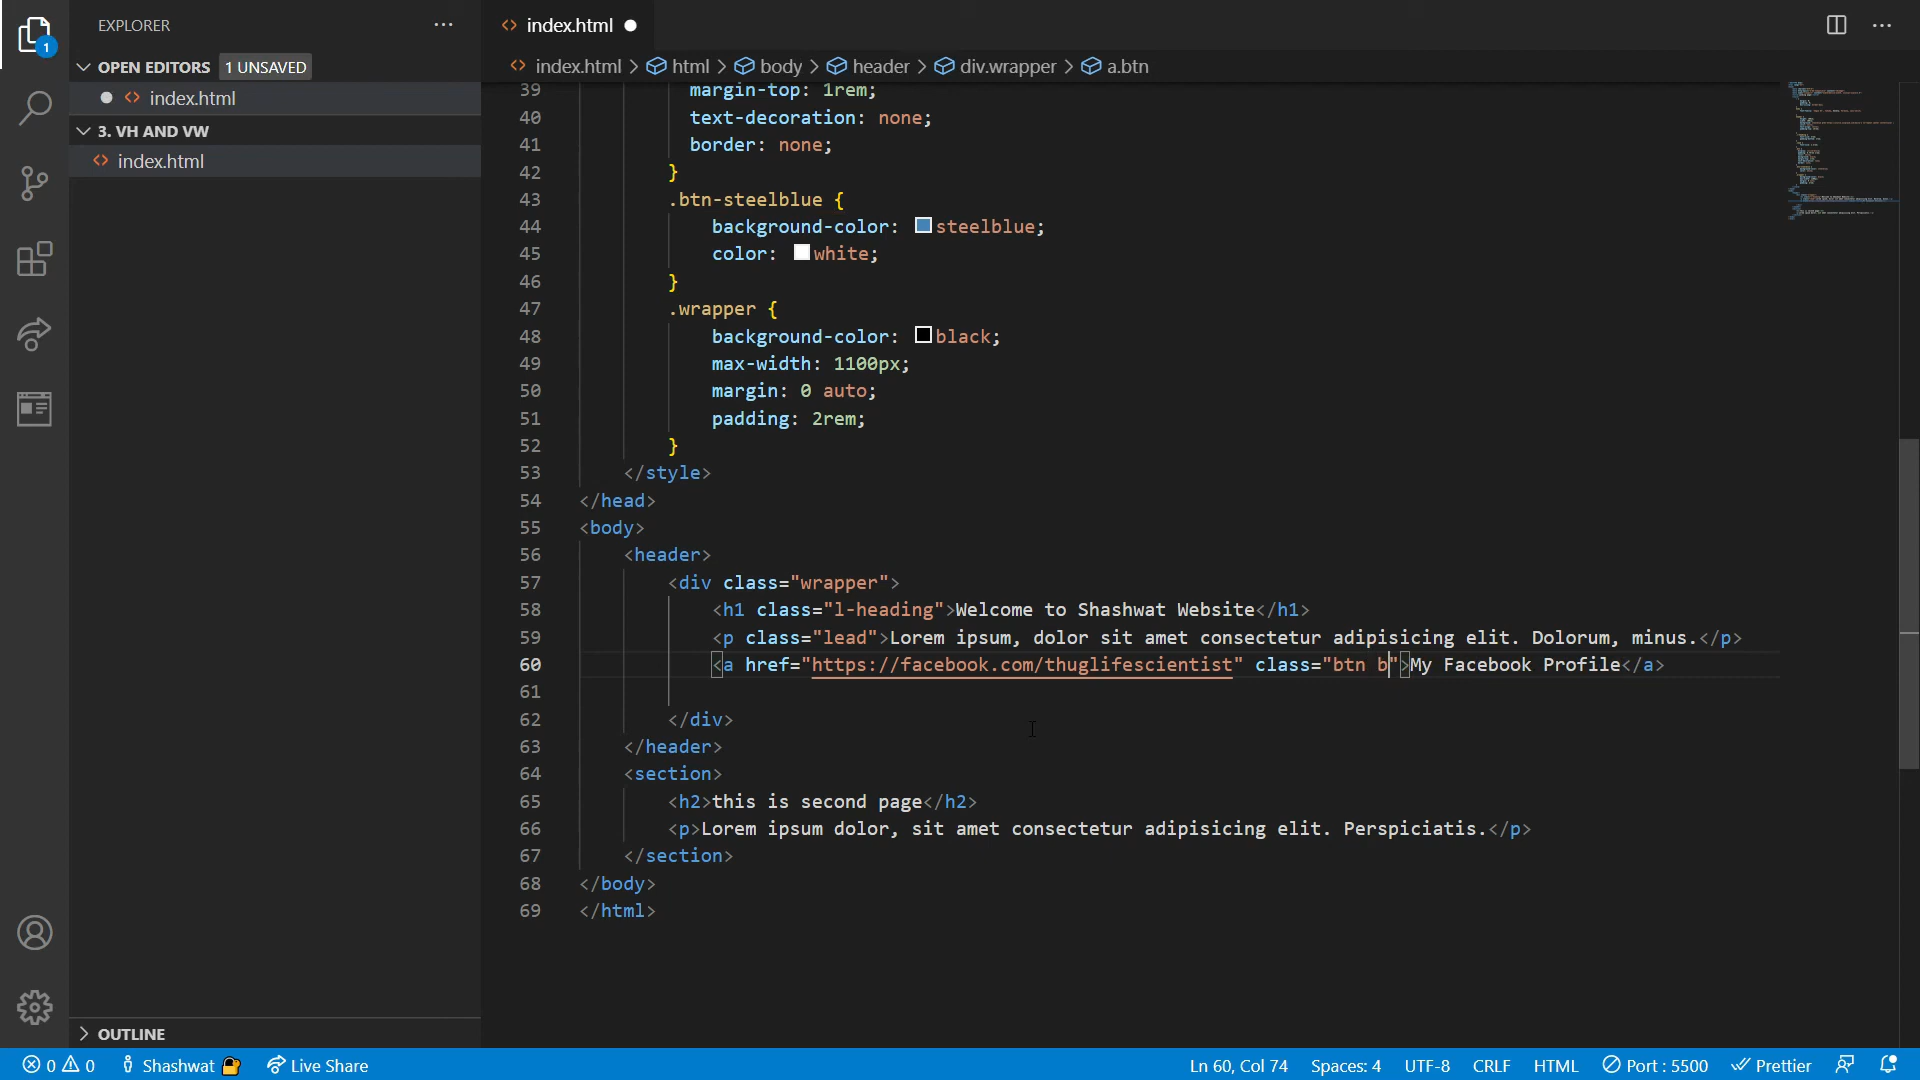 EXPLORER
index.html
OPEN EDITORS 1 UNSAVED
index.html
3. VH AND VW
index.html
index.html > html > body > header > div.wrapper > a.btn
39 margin-top: 1rem;
40 text-decoration: none;
41 border: none;
42 }
43 .btn-steelblue {
44 background-color: steelblue;
45 color: white;
46 }
47 .wrapper {
48 background-color: black;
49 max-width: 1100px;
50 margin: 0 auto;
51 padding: 2rem;
52 }
53 </style>
54 </head>
55 <body>
56 <header>
57 <div class="wrapper">
58 <h1 class="l-heading">Welcome to Shashwat Website</h1>
59 <p class="lead">Lorem ipsum, dolor sit amet consectetur adipisicing elit. Dolorum, minus.</p>
60 <a href="https://facebook.com/thuglifescientist" class="btn b">My Facebook Profile</a>
61
62 </div>
63 </header>
64 <section>
65 <h2>this is second page</h2>
66 <p>Lorem ipsum dolor, sit amet consectetur adipisicing elit. Perspiciatis.</p>
67 </section>
68 </body>
69 </html>
1
OUTLINE
0 0 Shashwat Live Share Ln 60, Col 74 Spaces: 4 UTF-8 CRLF HTML Port : 5500 Prettier